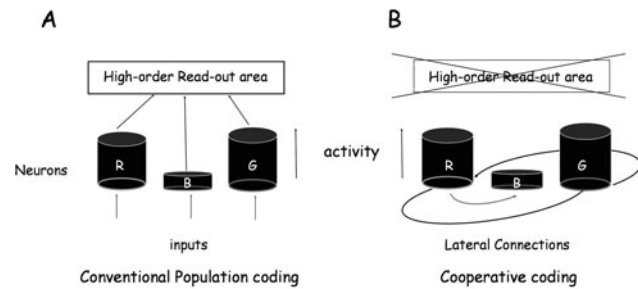 A
B
High-order Read-out area
High-order Read-out area
Neurons
R
B
G
activity
R
B
G
inputs
Lateral Connections
Conventional Population coding
Cooperative coding